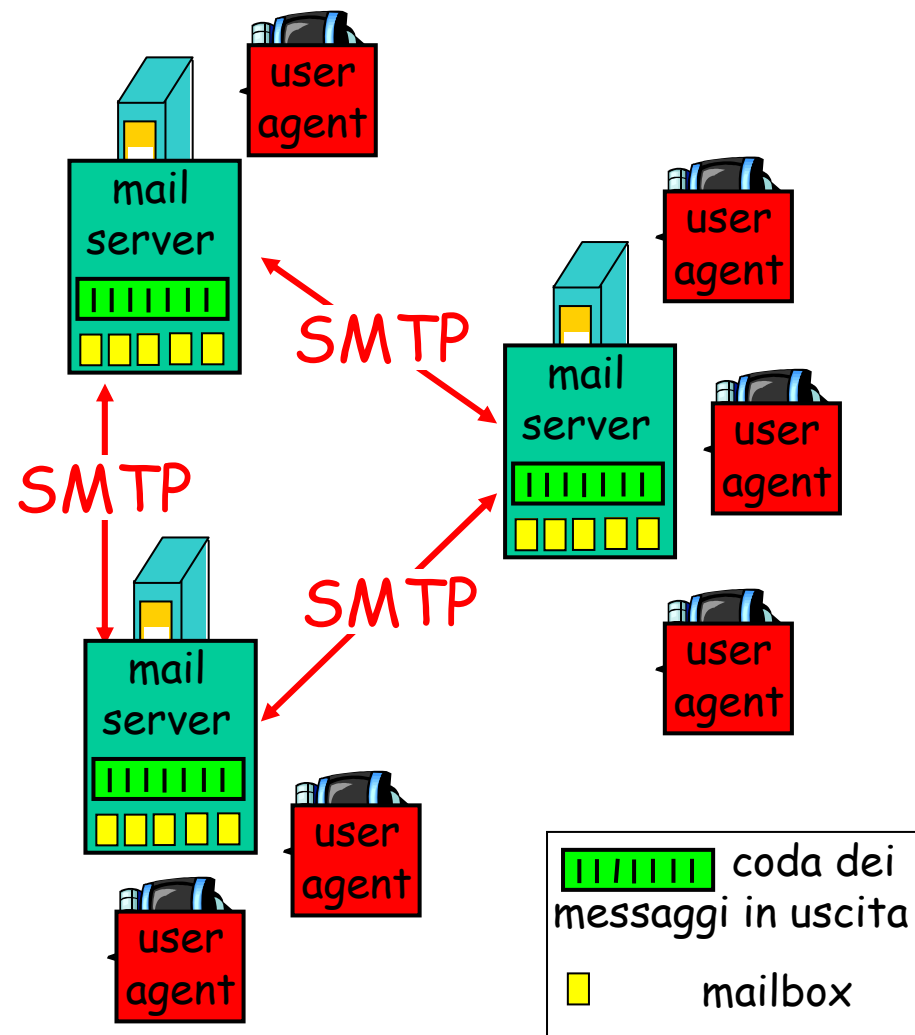 user
agent
mail
server
user
agent
SMTP
mail
server
user
agent
SMTP
SMTP
mail
server
user
agent
user
agent
user
agent
coda dei
messaggi in uscita
mailbox